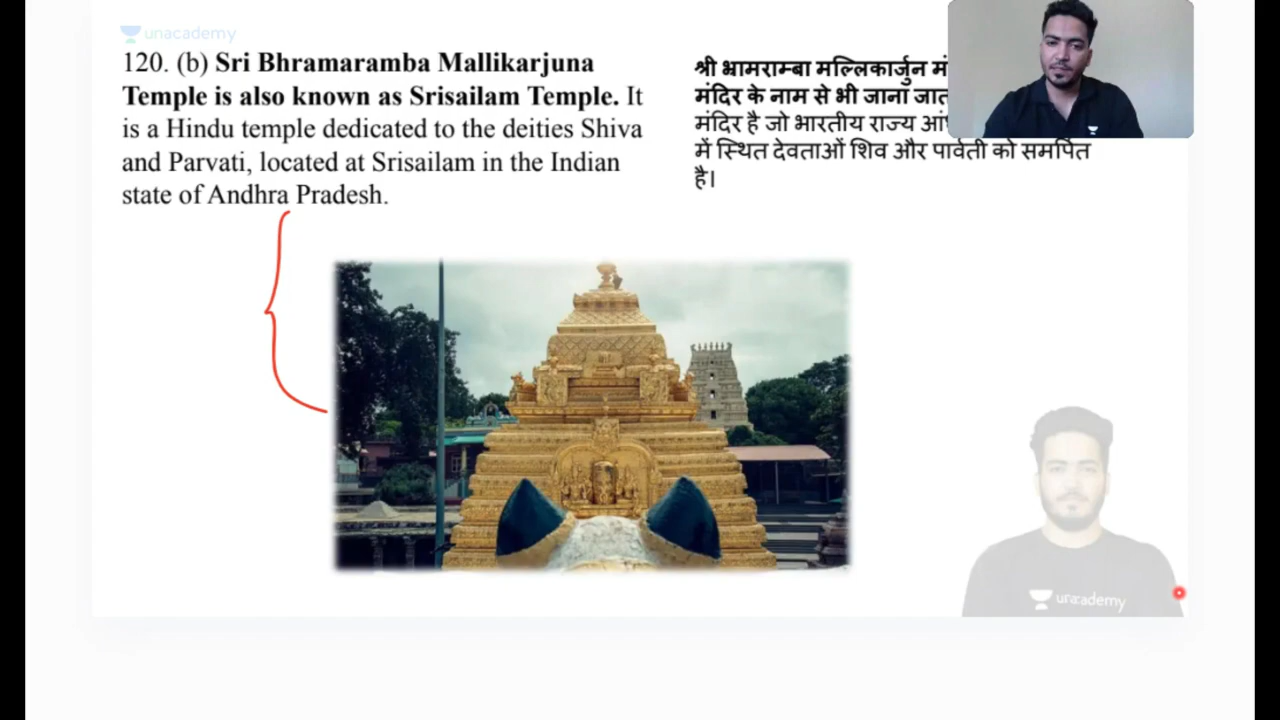 unacademy
120. (b) Sri Bhramaramba Mallikarjuna
Temple is also known as Srisailam Temple. It
is a Hindu temple dedicated to the deities Shiva
and Parvati, located at Srisailam in the Indian
state of Andhra Pradesh.
श्री भ्रामराम्बा मल्लिकार्जुन
मंदिर के नाम से भी जाना
मंदिर है जो भारतीय राज्य
में स्थित देवताओं शिव और पार्वती को समर्पित
है।
unacademy